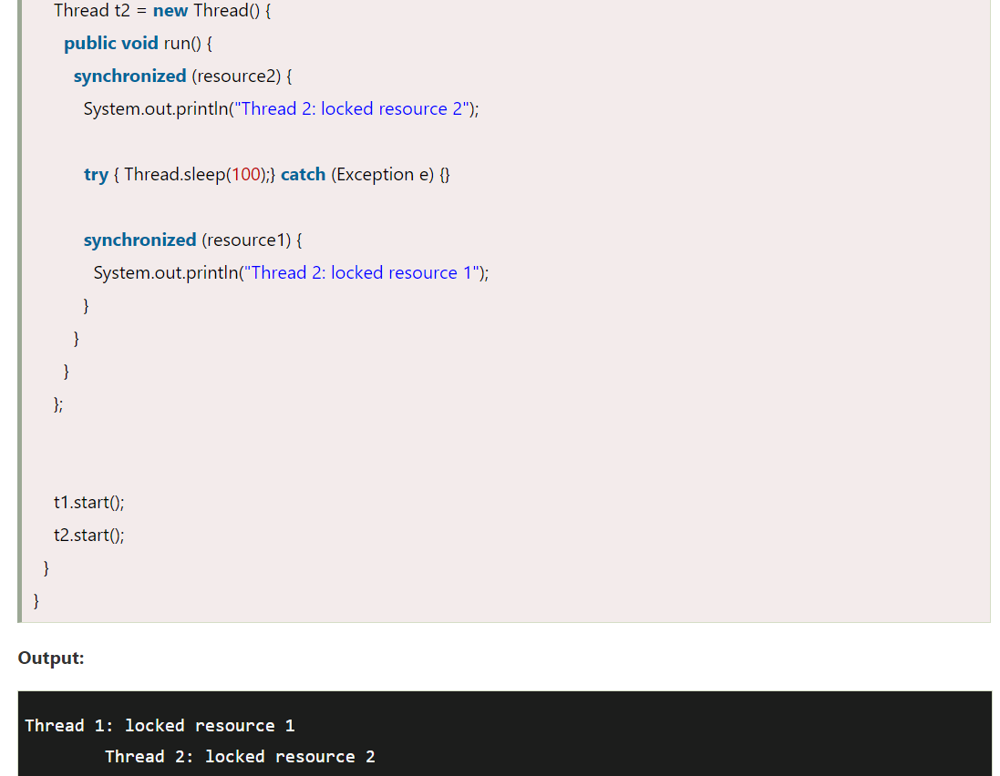 Thread t2 = new Thread() {
public void run() {
synchronized (resource2) {
System.out.println("Thread 2: locked resource 2");
try { Thread.sleep(100);} catch (Exception e) {}
synchronized (resource1) {
System.out.println("Thread 2: locked resource 1");
}
}
}
};
t1.start();
t2.start();
}
}
Output:
Thread 1: locked resource 1
Thread 2: locked resource 2